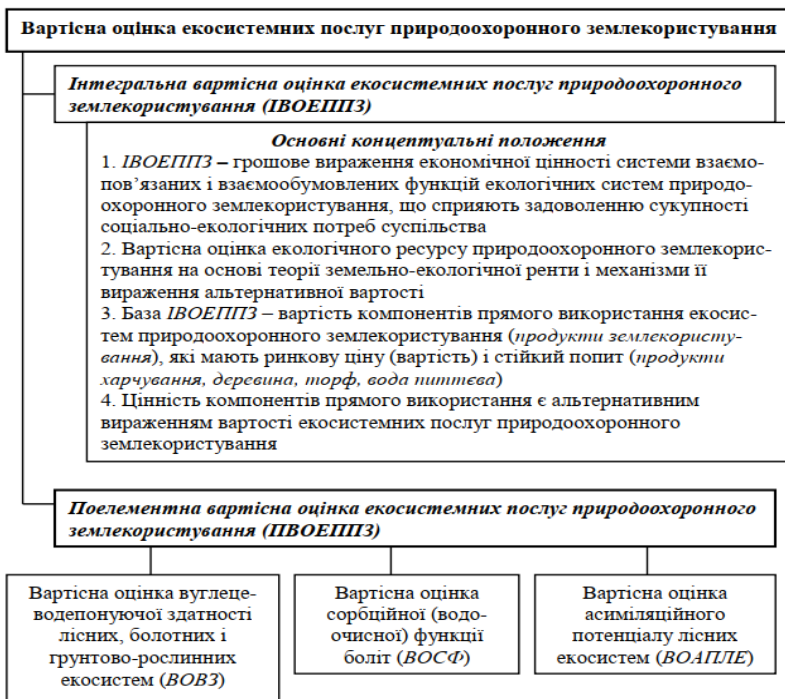 Вартісна оцінка екосистемних послуг природоохоронного землекористування
Інтегральна вартісна оцінка екосистемних послуг природоохоронного
землекористування (ІВОЕППЗ)
Основні концептуальні положення
1. ІВОЕППЗ – грошове вираження економічної цінності системи взаємо-
пов’язаних і взаємообумовлених функцій екологічних систем природо-
охоронного землекористування, що сприяють задоволенню сукупності
соціально-екологічних потреб суспільства
2. Вартісна оцінка екологічного ресурсу природоохоронного землекорис-
тування на основі теорії земельно-екологічної ренти і механізми її
вираження альтернативної вартості
3. База ІВОЕППЗ – вартість компонентів прямого використання екосис-
тем природоохоронного землекористування (продукти землекористу-
вання), які мають ринкову ціну (вартість) і стійкий попит (продукти
харчування, деревина, торф, вода питтєва)
4. Цінність компонентів прямого використання є альтернативним
вираженням вартості екосистемних послуг природоохоронного
землекористування
Поелементна вартісна оцінка екосистемних послуг природоохоронного
землекористування (ПВОЕППЗ)
Вартісна оцінка вуглеце-
водепонуючої здатності
лісних, болотних і
грунтово-рослинних
екосистем (ВОВЗ)
Вартісна оцінка
сорбційної (водо-
очисної) функції
боліт (ВОСФ)
Вартісна оцінка
асиміляційного
потенціалу лісних
екосистем (ВОАПЛЕ)